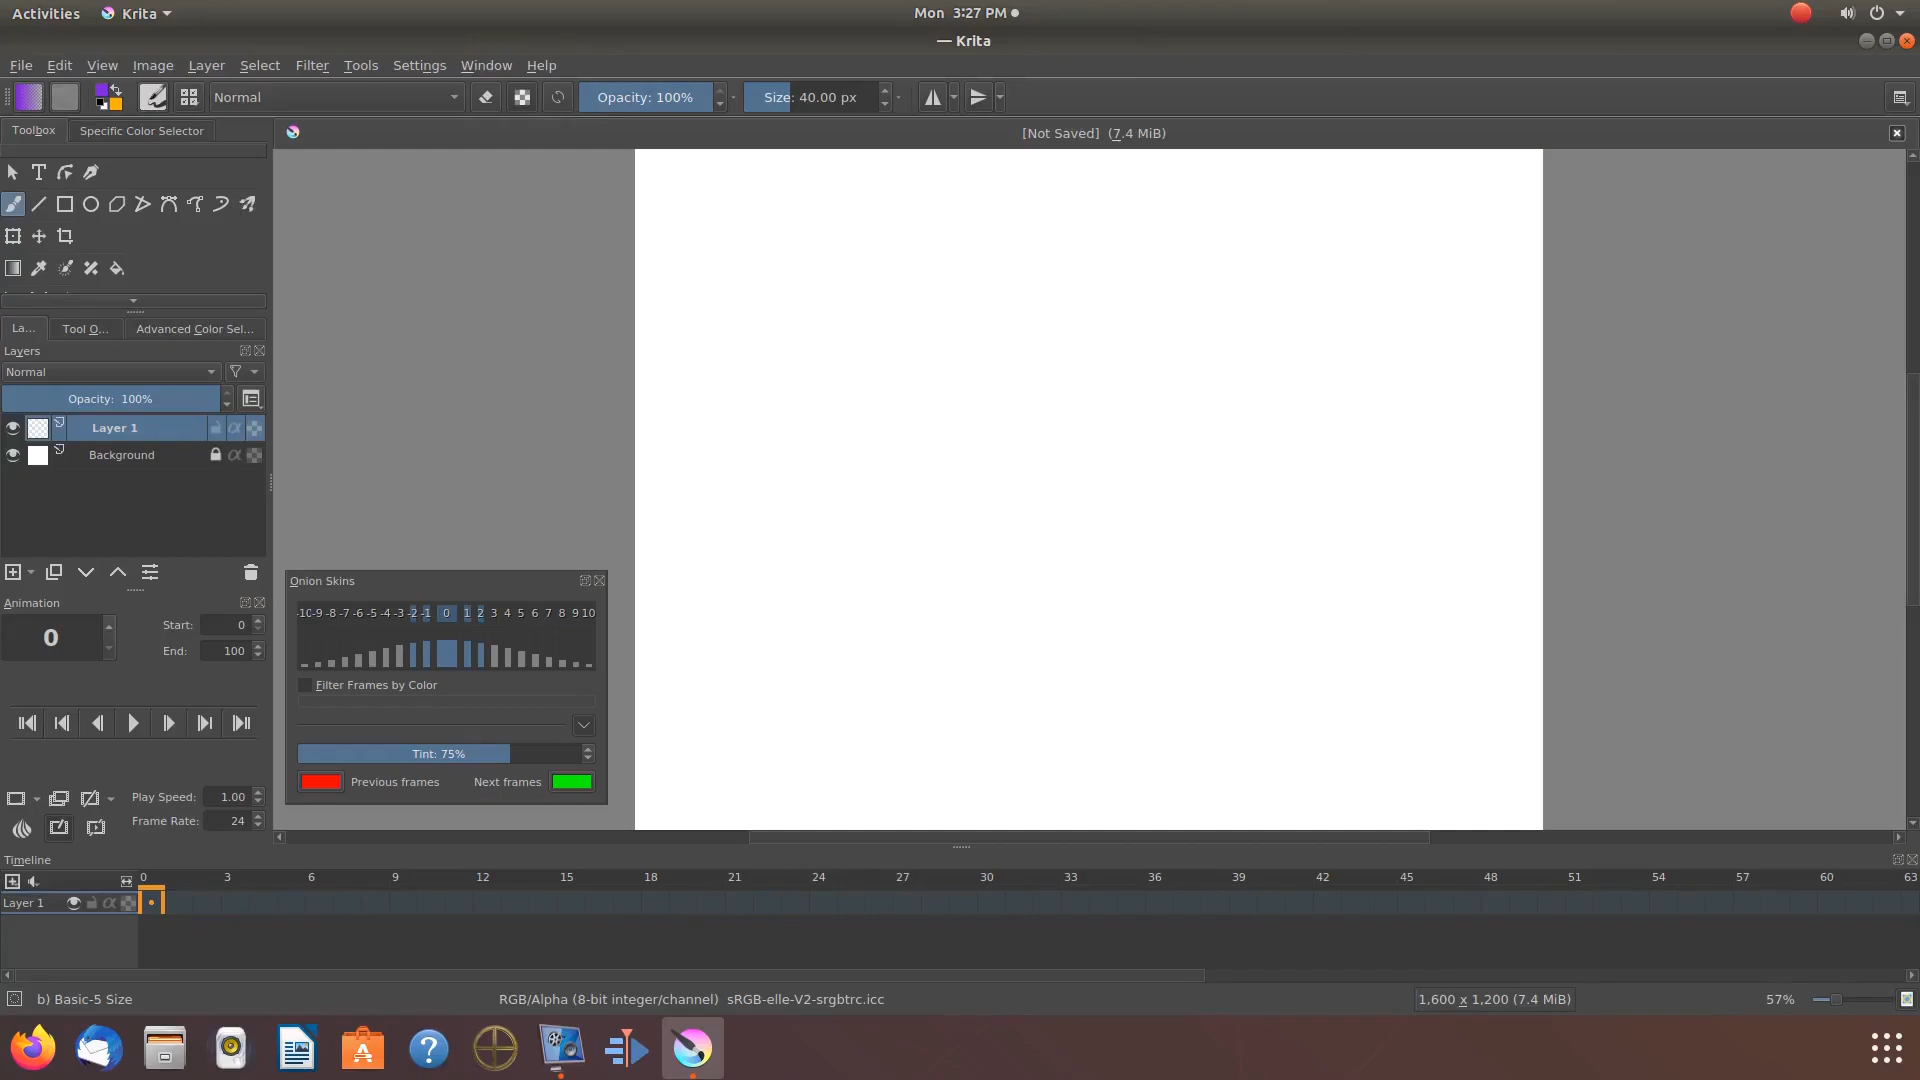 Activities Krita Mon 3:27 PM
— Krita
File Edit View Image Layer Select Filter Tools Settings Window Help
Normal Opacity: 100% Size: 40.00 px
Toolbox Specific Color Selector [Not Saved] (7.4 MiB)
La... Tool O... Advanced Color Sel...
Layers
Normal
Opacity: 100%
Layer 1
Background
Animation
0 Start: 0
End: 100
Play Speed: 1.00
Frame Rate: 24
Onion Skins
-10 -9 -8 -7 -6 -5 -4 -3 -2 -1 0 1 2 3 4 5 6 7 8 9 10
Filter Frames by Color
Tint: 75%
Previous frames Next frames
Timeline
0 3 6 9 12 15 18 21 24 27 30 33 36 39 42 45 48 51 54 57 60 63
Layer 1
b) Basic-5 Size RGB/Alpha (8-bit integer/channel) sRGB-elle-V2-srgbtrc.icc 1,600 x 1,200 (7.4 MiB) 57%